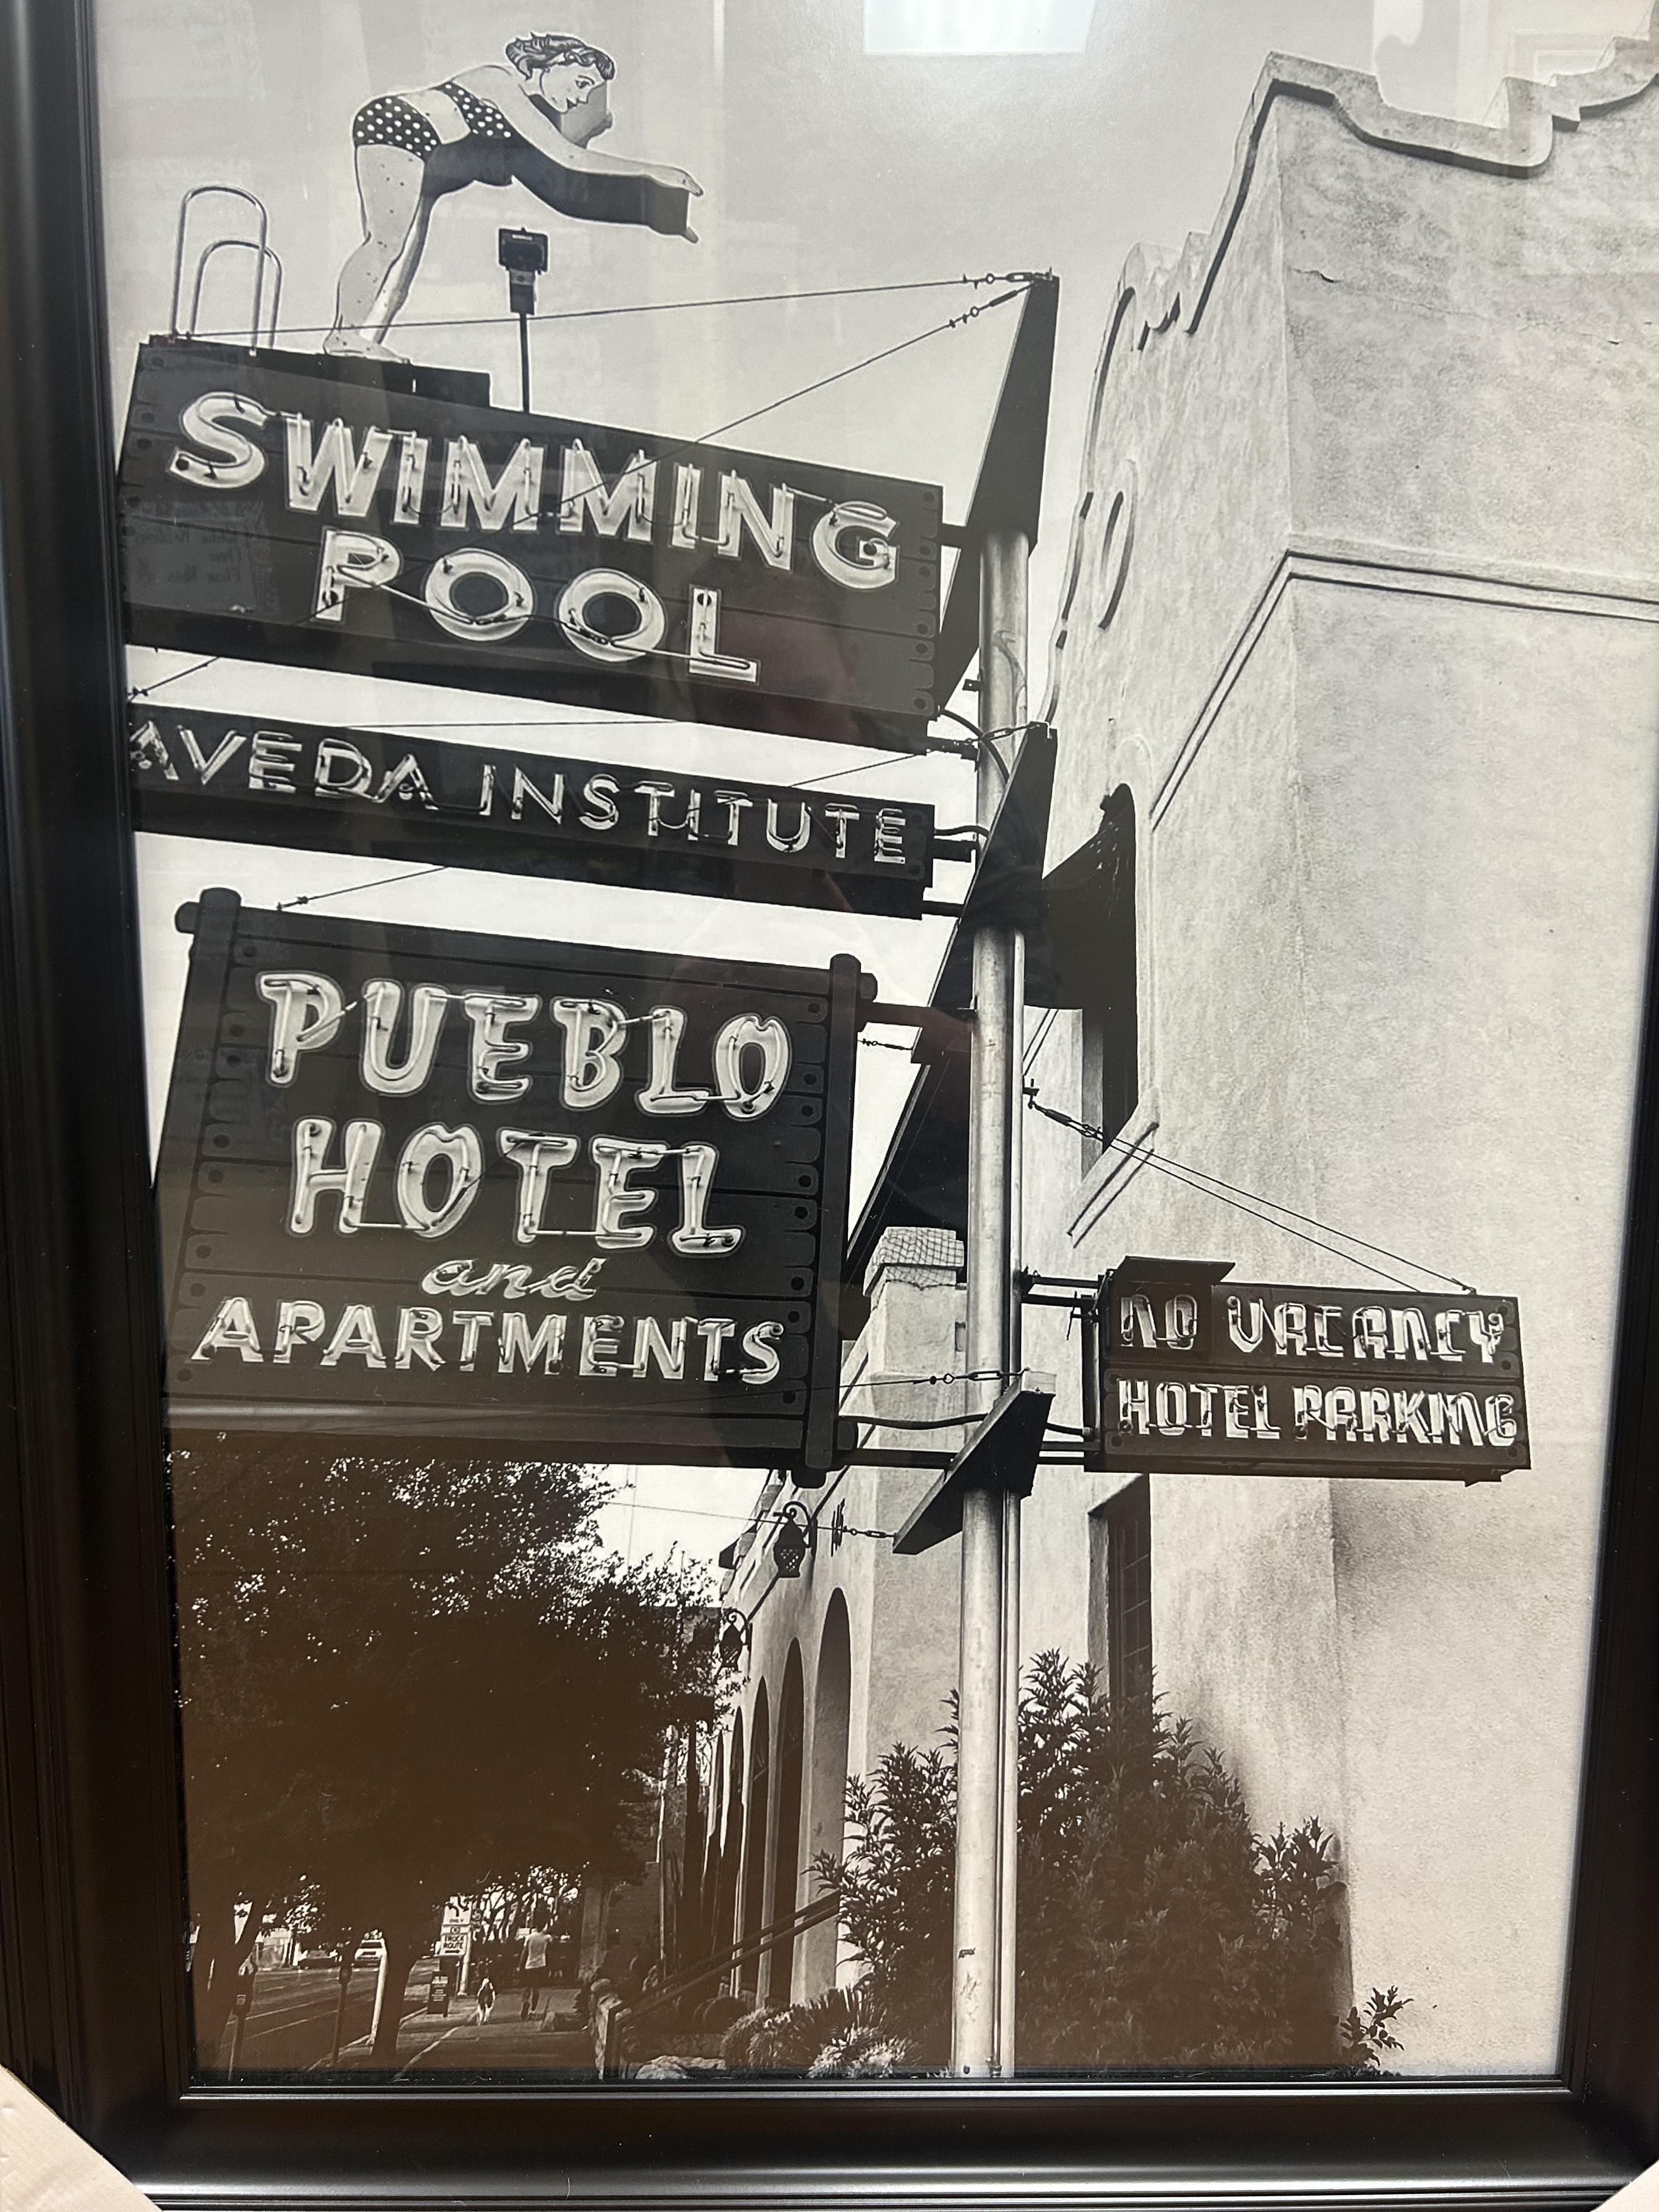 SWIMMING
POOL
AVEDA INSTITUTE
PUEBLO
HOTEL
and
APARTMENTS
NO VACANCY
HOTEL PARKING